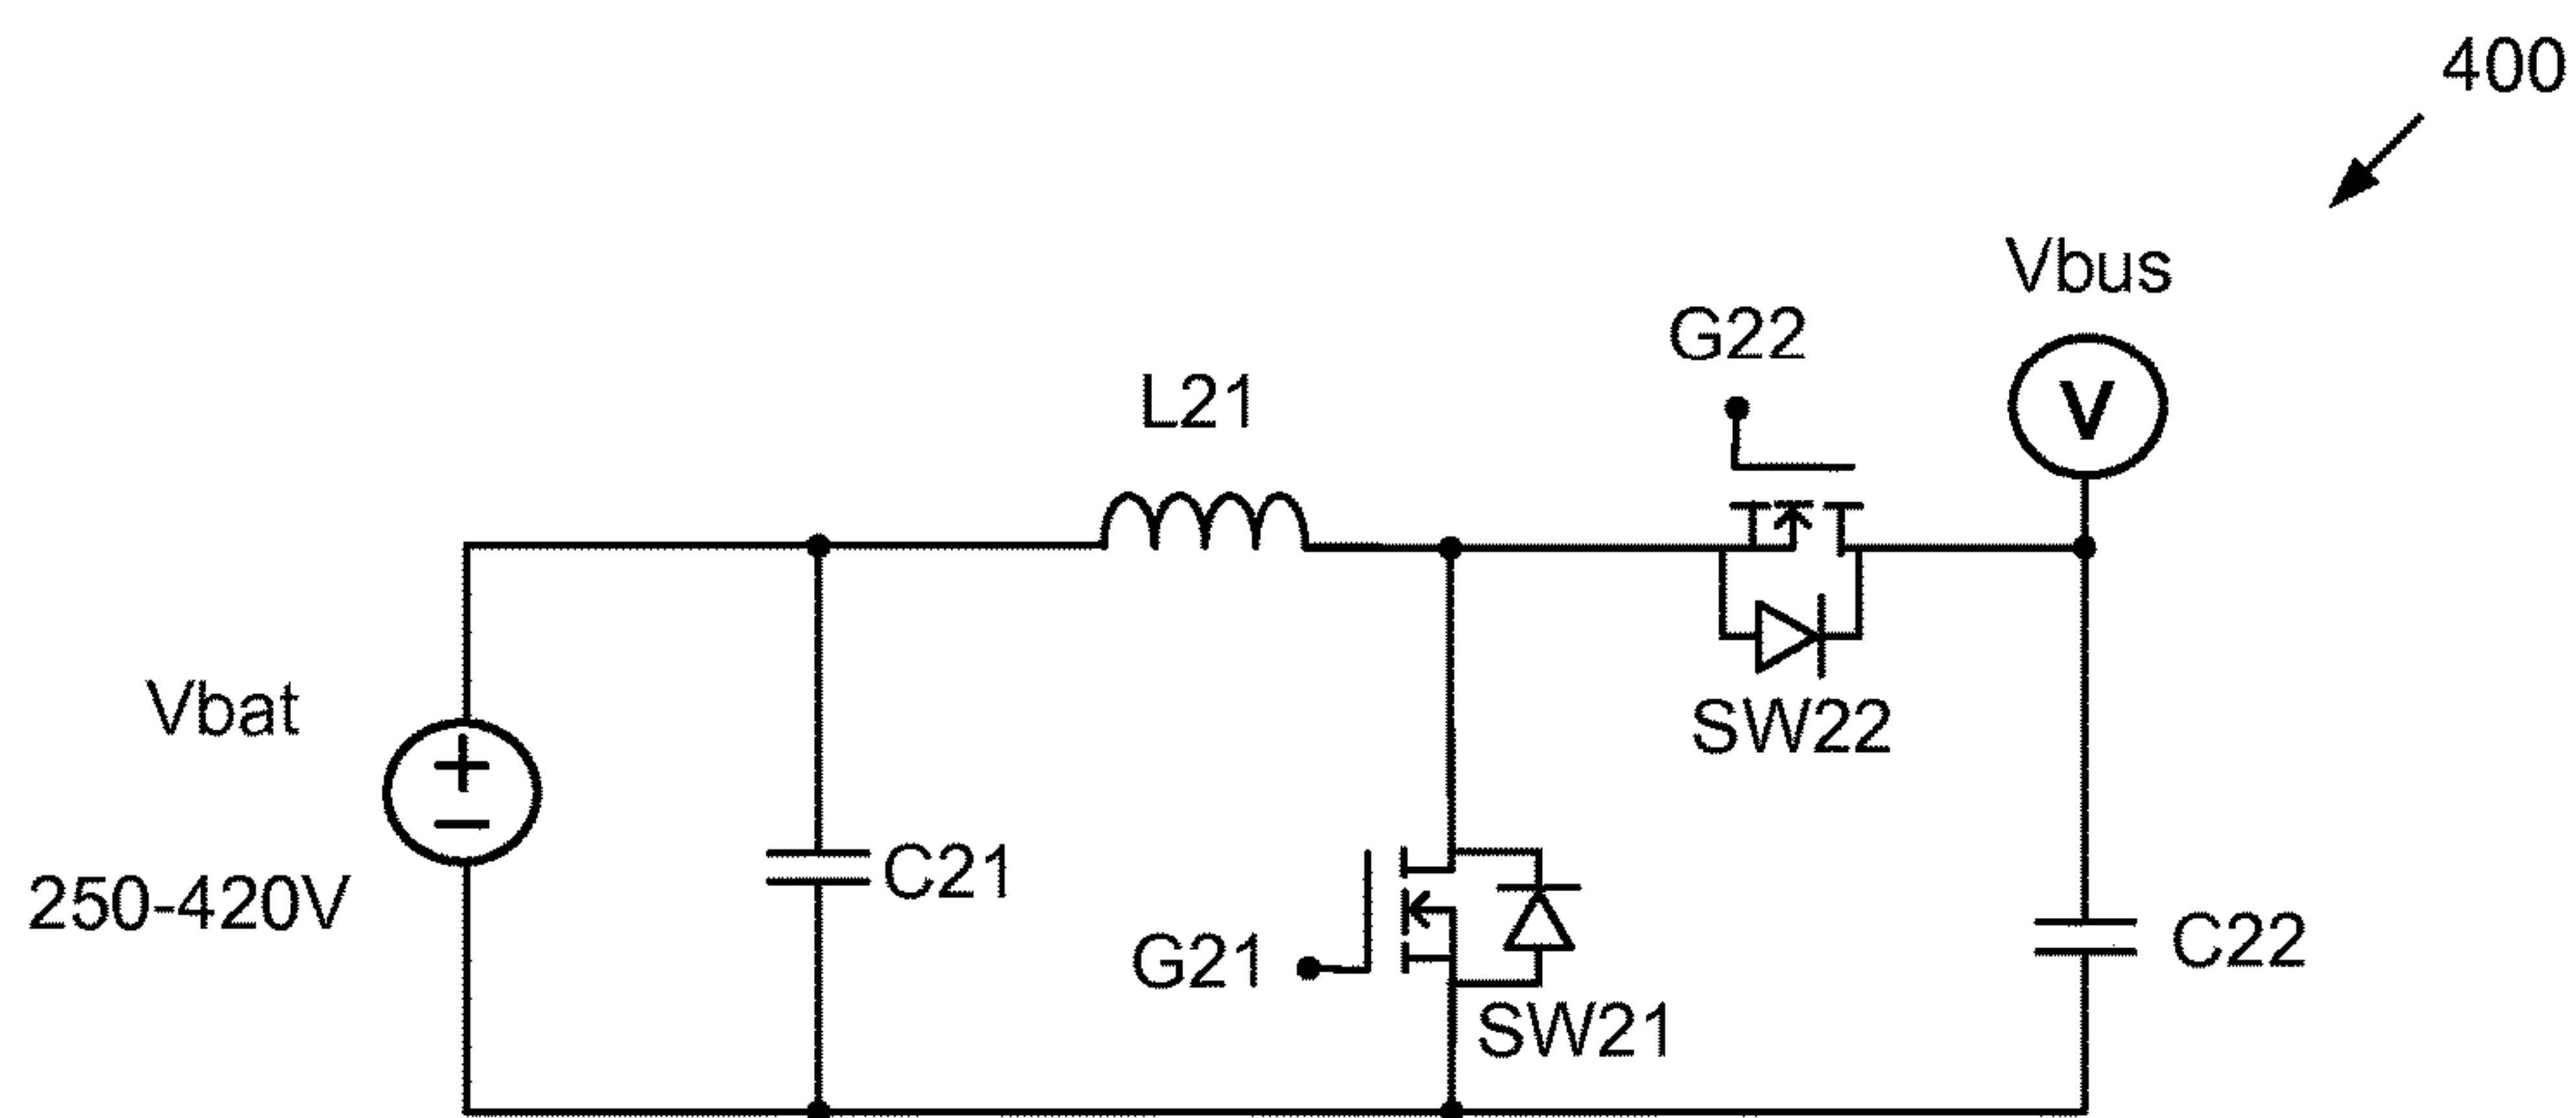 400
Vbus
G22
L21
V
SW22
Vbat
+
−
C21
250-420V
G21
C22
SW21